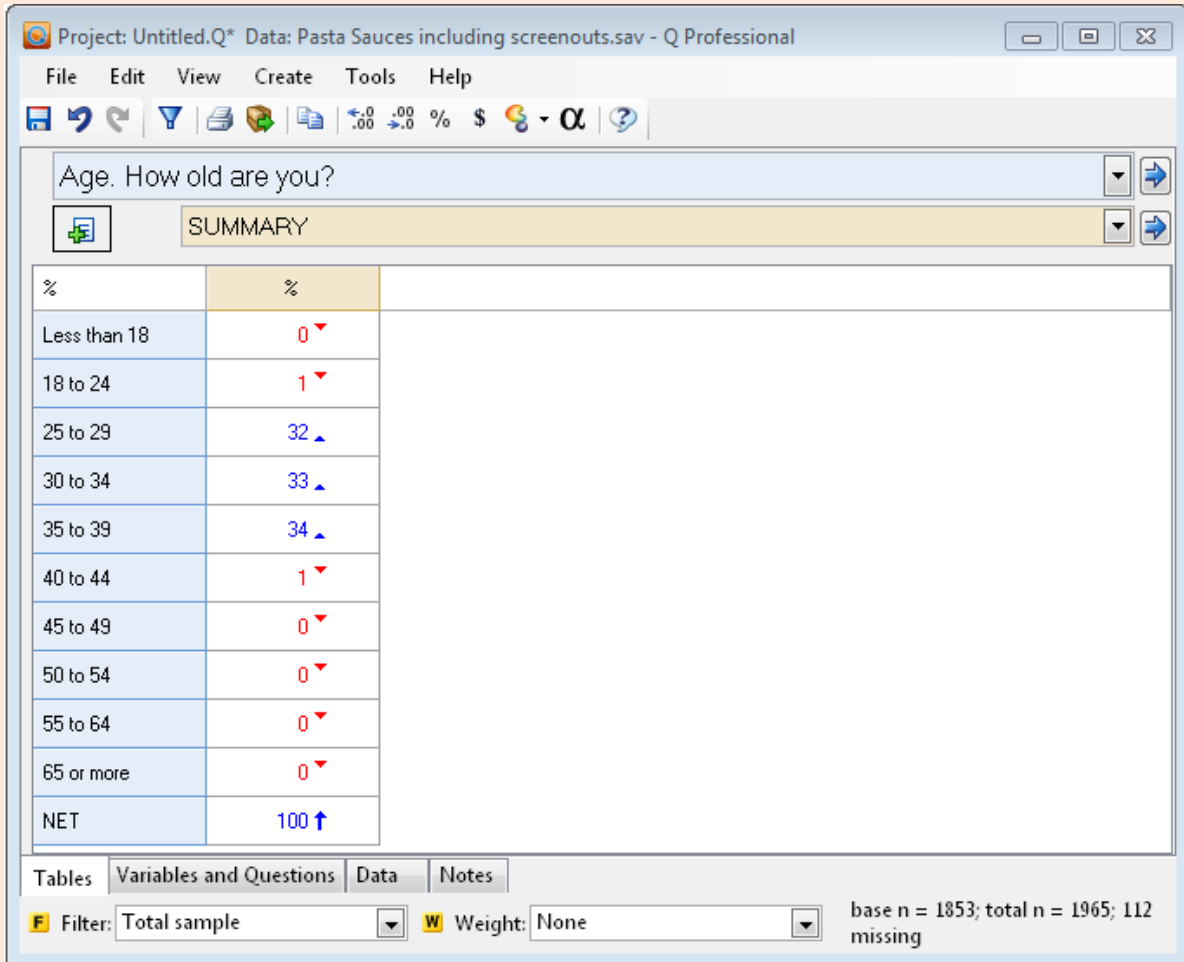 Project: Untitled.Q* Data: Pasta Sauces including screenouts.sav - Q Professional
File Edit View Create Tools Help
% $ α
Age. How old are you?
SUMMARY
% %
Less than 18 0
18 to 24 1
25 to 29 32
30 to 34 33
35 to 39 34
40 to 44 1
45 to 49 0
50 to 54 0
55 to 64 0
65 or more 0
NET 100
Tables Variables and Questions Data Notes
F Filter: Total sample W Weight: None base n = 1853; total n = 1965; 112
missing